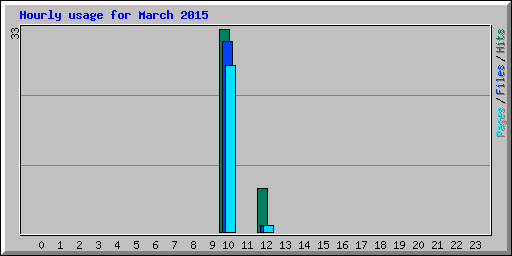 Hourly usage for March 2015
33
Pages/Files/Hits
0 1 2 3 4 5 6 7 8 9 10 11 12 13 14 15 16 17 18 19 20 21 22 23